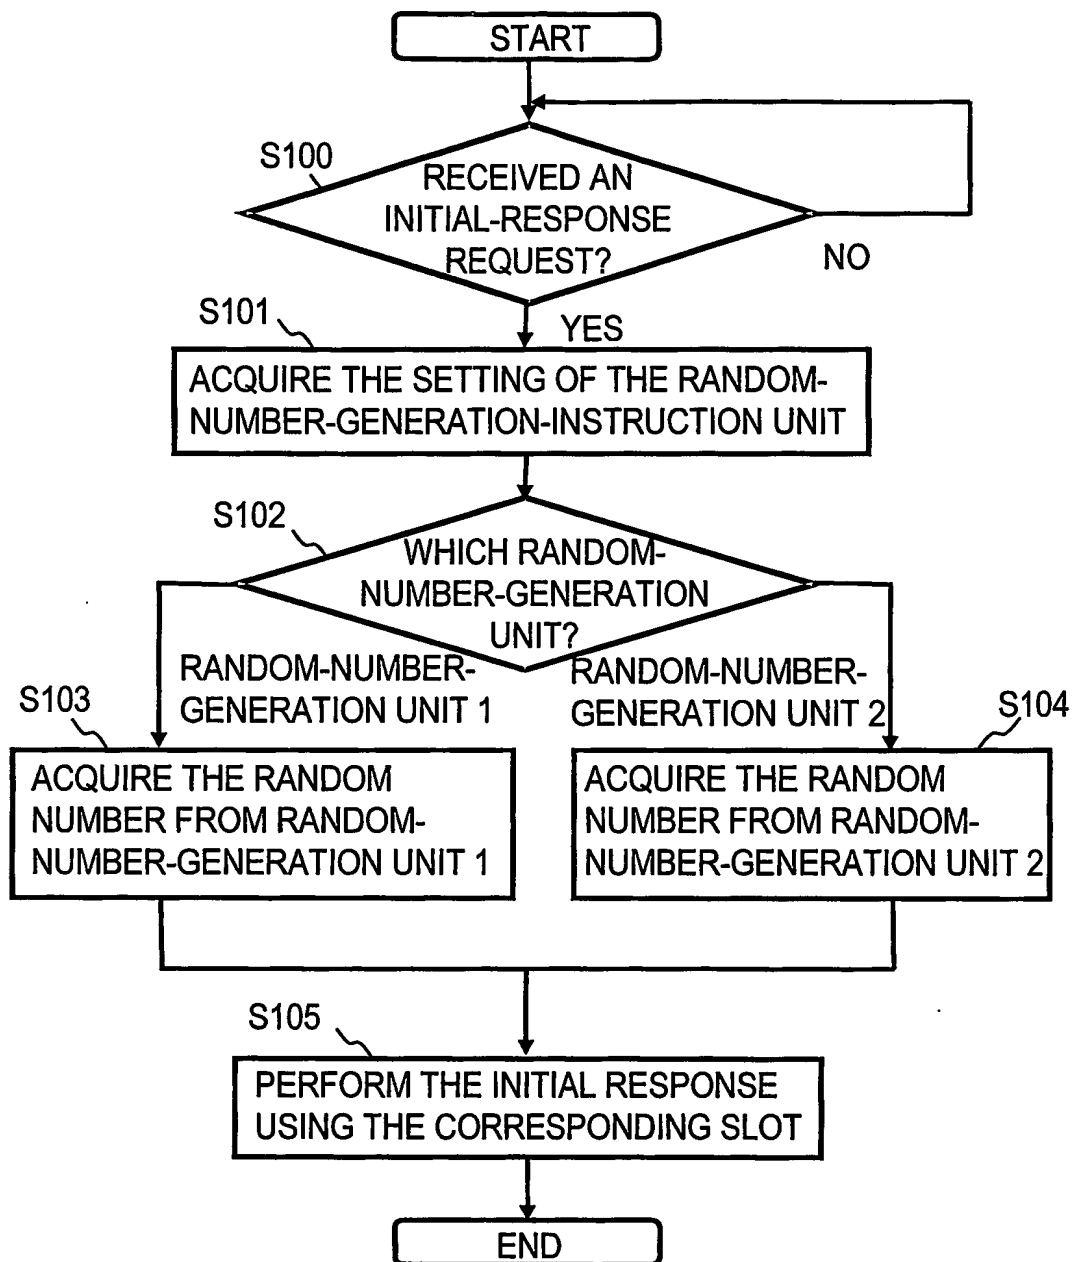 START
S100
RECEIVED AN
INITIAL-RESPONSE
REQUEST?
NO
S101
YES
ACQUIRE THE SETTING OF THE RANDOM-
NUMBER-GENERATION-INSTRUCTION UNIT
S102
WHICH RANDOM-
NUMBER-GENERATION
UNIT?
RANDOM-NUMBER-
GENERATION UNIT 1
RANDOM-NUMBER-
GENERATION UNIT 2
S103
S104
ACQUIRE THE RANDOM
NUMBER FROM RANDOM-
NUMBER-GENERATION UNIT 1
ACQUIRE THE RANDOM
NUMBER FROM RANDOM-
NUMBER-GENERATION UNIT 2
S105
PERFORM THE INITIAL RESPONSE
USING THE CORRESPONDING SLOT
END